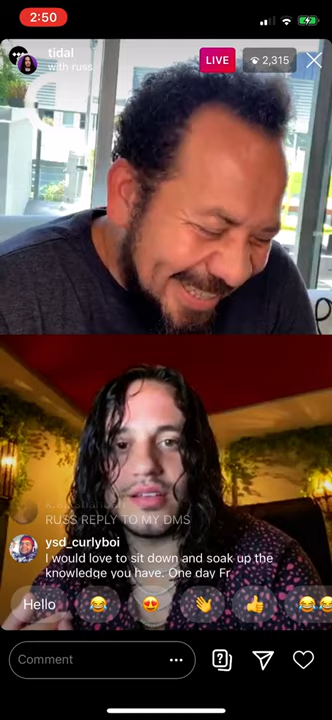 2:50
tidal
with russ
LIVE
2,315
RUSS REPLY TO MY DMS
ysd_curlyboi
I would love to sit down and soak up the
knowledge you have. One day Fr
Hello
Comment